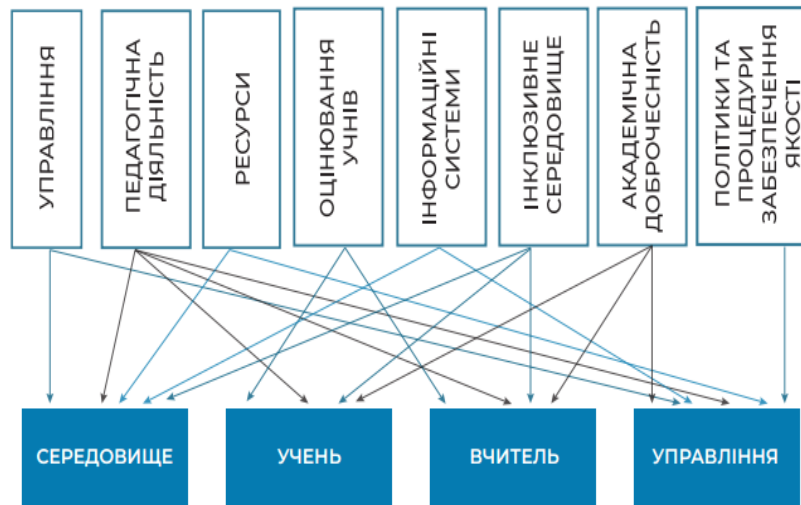 УПРАВЛІННЯ
ПЕДАГОГІЧНА
ДІЯЛЬНІСТЬ
РЕСУРСИ
ОЦІНЮВАННЯ
УЧНІВ
ІНФОРМАЦІЙНІ
СИСТЕМИ
ІНКЛЮЗИВНЕ
СЕРЕДОВИЩЕ
АКАДЕМІЧНА
ДОБРОЧЕСНІСТЬ
ПОЛІТИКИ ТА
ПРОЦЕДУРИ
ЗАБЕЗПЕЧЕННЯ
ЯКОСТІ
СЕРЕДОВИЩЕ
УЧЕНЬ
ВЧИТЕЛЬ
УПРАВЛІННЯ